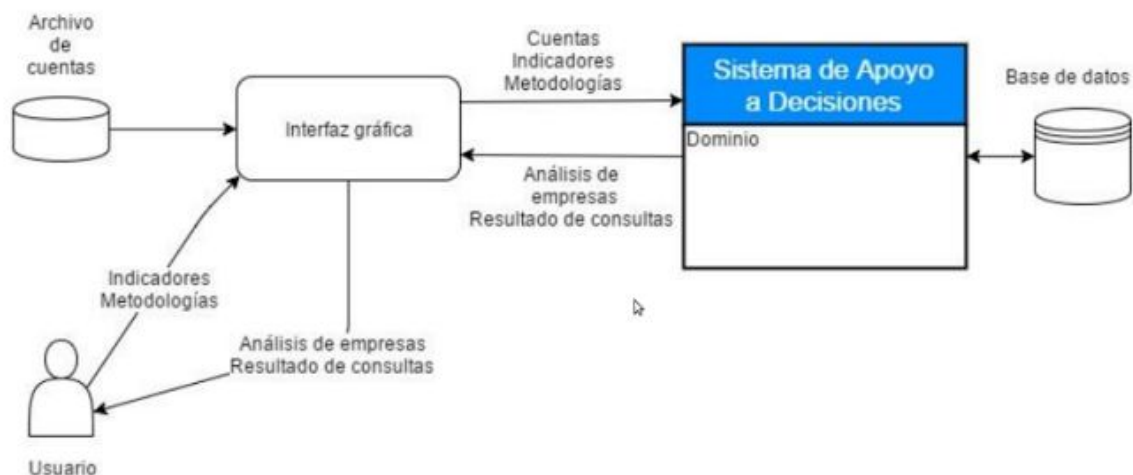 Archivo
de
cuentas
Interfaz gráfica
Cuentas
Indicadores
Metodologías
Sistema de Apoyo
a Decisiones
Dominio
Base de datos
Análisis de
empresas
Resultado de consultas
Indicadores
Metodologías
Análisis de empresas
Resultado de consultas
Usuario